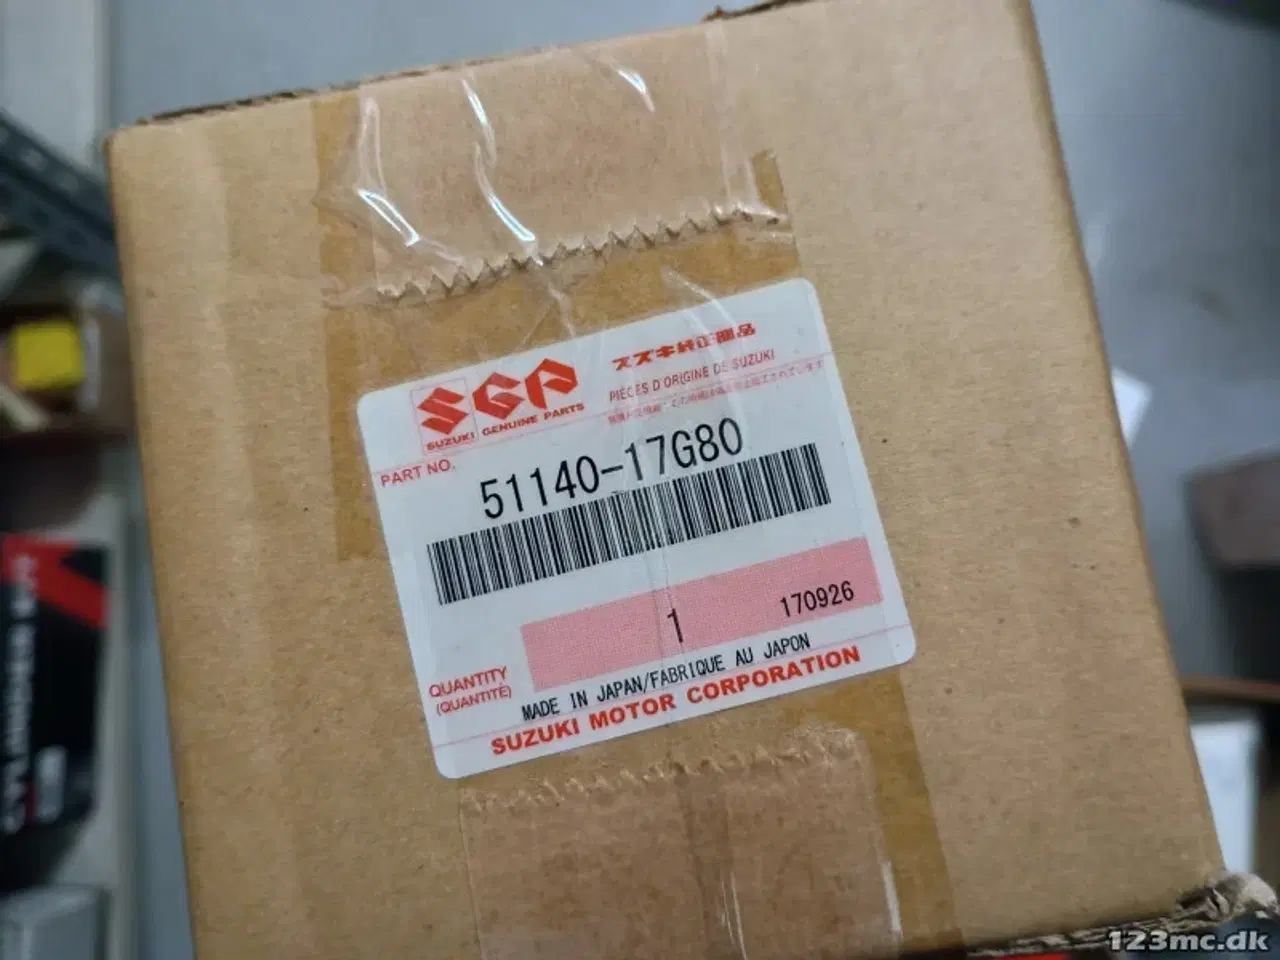 SGP
SUZUKI GENUINE PARTS
スズキ純正部品
PIÈCES D'ORIGINE DE SUZUKI
PART NO.
51140-17G80
1
170926
QUANTITY
(QUANTITÉ)
MADE IN JAPAN/FABRIQUE AU JAPON
SUZUKI MOTOR CORPORATION
123mc.dk